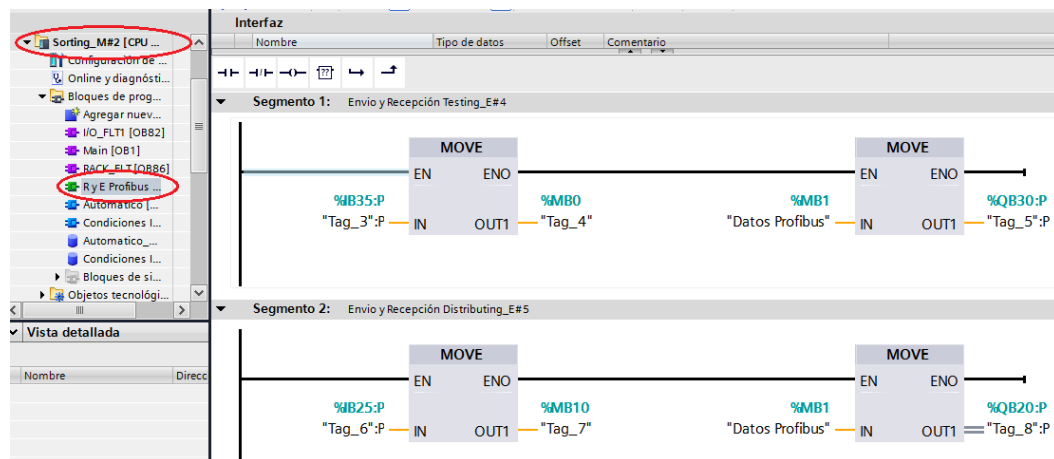 Interfaz
Nombre Tipo de datos Offset Comentario
Sorting_M#2 [CPU ...
Configuración de ...
Online y diagnósti...
Bloques de prog...
Agregar nuev...
I/O_FLT1 [OB82]
Main [OB1]
RACK_FLT [OB86]
R y E Profibus ...
Automatico [...
Condiciones I...
Automatico_...
Condiciones I...
Bloques de si...
Objetos tecnológi...
Vista detallada
Nombre Direcc
??
Segmento 1: Envio y Recepción Testing_E#4
MOVE MOVE
EN ENO EN ENO
%IB35:P %MB0 %MB1 %QB30:P
"Tag_3":P IN OUT1 "Tag_4" "Datos Profibus" IN OUT1 "Tag_5":P
Segmento 2: Envio y Recepción Distributing_E#5
MOVE MOVE
EN ENO EN ENO
%IB25:P %MB10 %MB1 %QB20:P
"Tag_6":P IN OUT1 "Tag_7" "Datos Profibus" IN OUT1 "Tag_8":P